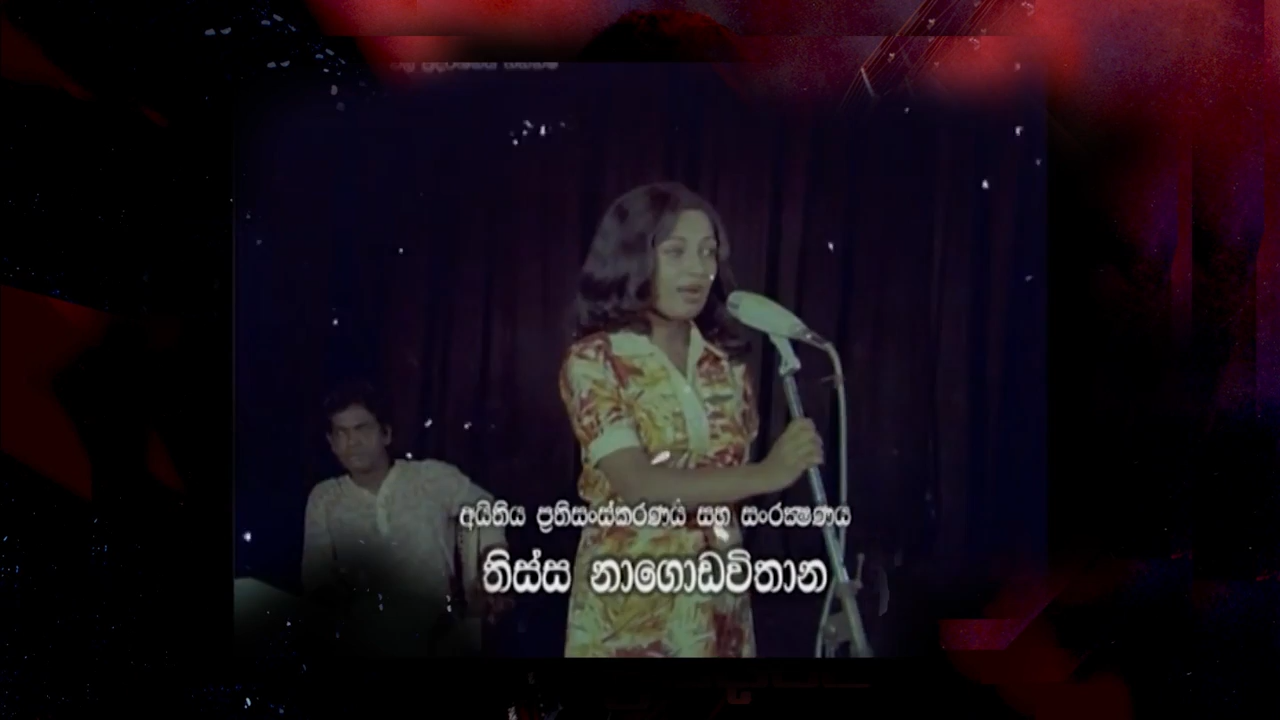 අයිතිය ප්‍රතිසංස්කරණය සහ සංරක්ෂණය
තිස්ස නාගොඩවිතාන